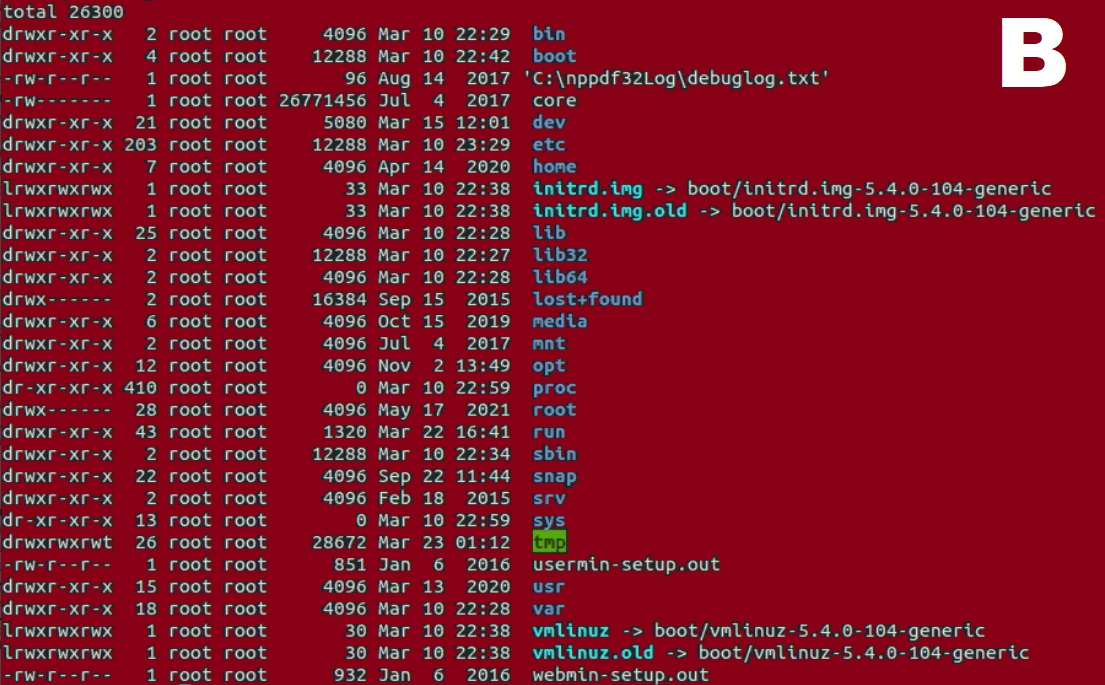 total 26300
B
drwxr-xr-x   2 root root     4096 Mar 10 22:29  bin
drwxr-xr-x   4 root root    12288 Mar 10 22:42  boot
-rw-r--r--   1 root root       96 Aug 14  2017 'C:\nppdf32Log\debuglog.txt'
-rw-------   1 root root 26771456 Jul  4  2017  core
drwxr-xr-x  21 root root     5080 Mar 15 12:01  dev
drwxr-xr-x 203 root root    12288 Mar 10 23:29  etc
drwxr-xr-x   7 root root     4096 Apr 14  2020  home
lrwxrwxrwx   1 root root       33 Mar 10 22:38  initrd.img -> boot/initrd.img-5.4.0-104-generic
lrwxrwxrwx   1 root root       33 Mar 10 22:38  initrd.img.old -> boot/initrd.img-5.4.0-104-generic
drwxr-xr-x  25 root root     4096 Mar 10 22:28  lib
drwxr-xr-x   2 root root    12288 Mar 10 22:27  lib32
drwxr-xr-x   2 root root     4096 Mar 10 22:28  lib64
drwx------   2 root root    16384 Sep 15  2015  lost+found
drwxr-xr-x   6 root root     4096 Oct 15  2019  media
drwxr-xr-x   2 root root     4096 Jul  4  2017  mnt
drwxr-xr-x  12 root root     4096 Nov  2 13:49  opt
dr-xr-xr-x 410 root root        0 Mar 10 22:59  proc
drwx------  28 root root     4096 May 17  2021  root
drwxr-xr-x  43 root root     1320 Mar 22 16:41  run
drwxr-xr-x   2 root root    12288 Mar 10 22:34  sbin
drwxr-xr-x  22 root root     4096 Sep 22 11:44  snap
drwxr-xr-x   2 root root     4096 Feb 18  2015  srv
dr-xr-xr-x  13 root root        0 Mar 10 22:59  sys
drwxrwxrwt  26 root root    28672 Mar 23 01:12  tmp
-rw-r--r--   1 root root      851 Jan  6  2016  usermin-setup.out
drwxr-xr-x  15 root root     4096 Mar 13  2020  usr
drwxr-xr-x  18 root root     4096 Mar 10 22:28  var
lrwxrwxrwx   1 root root       30 Mar 10 22:38  vmlinuz -> boot/vmlinuz-5.4.0-104-generic
lrwxrwxrwx   1 root root       30 Mar 10 22:38  vmlinuz.old -> boot/vmlinuz-5.4.0-104-generic
-rw-r--r--   1 root root      932 Jan  6  2016  webmin-setup.out